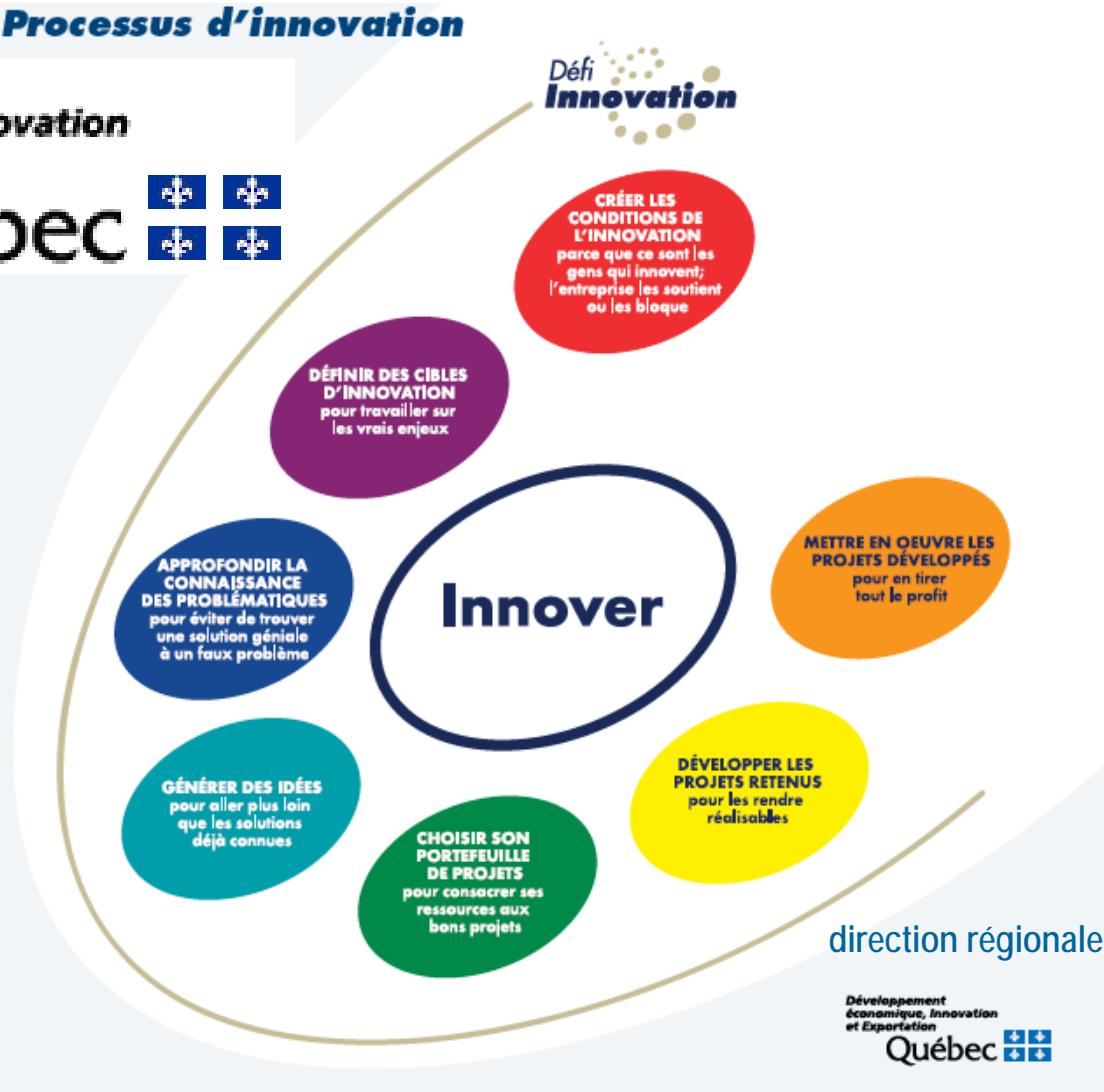 Processus d'innovation
Défi
Innovation
ovation
bec
CRÉER LES
CONDITIONS DE
L'INNOVATION
parce que ce sont les
gens qui innovent;
l'entreprise les soutient
ou les bloque
DÉFINIR DES CIBLES
D'INNOVATION
pour travailler sur
les vrais enjeux
APPROFONDIR LA
CONNAISSANCE
DES PROBLÉMATIQUES
pour éviter de trouver
une solution géniale
à un faux problème
GÉNÉRER DES IDÉES
pour aller plus loin
que les solutions
déjà connues
CHOISIR SON
PORTEFEUILLE
DE PROJETS
pour consacrer ses
ressources aux
bons projets
DÉVELOPPER LES
PROJETS RETENUS
pour les rendre
réalisables
METTRE EN OEUVRE LES
PROJETS DÉVELOPPÉS
pour en tirer
tout le profit
Innover
direction régionale
Développement
économique, Innovation
et Exportation
Québec